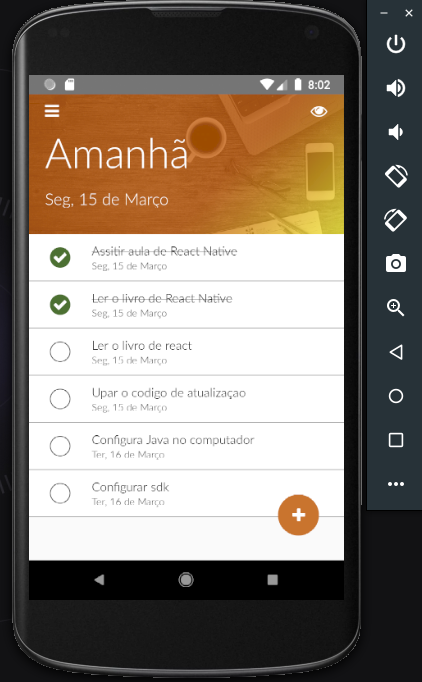 8:02
Amanhã
Seg, 15 de Março
Assitir aula de React Native
Seg, 15 de Março
Ler o livro de React Native
Seg, 15 de Março
Ler o livro de react
Seg, 15 de Março
Upar o codigo de atualizaçao
Seg, 15 de Março
Configura Java no computador
Ter, 16 de Março
Configurar sdk
Ter, 16 de Março